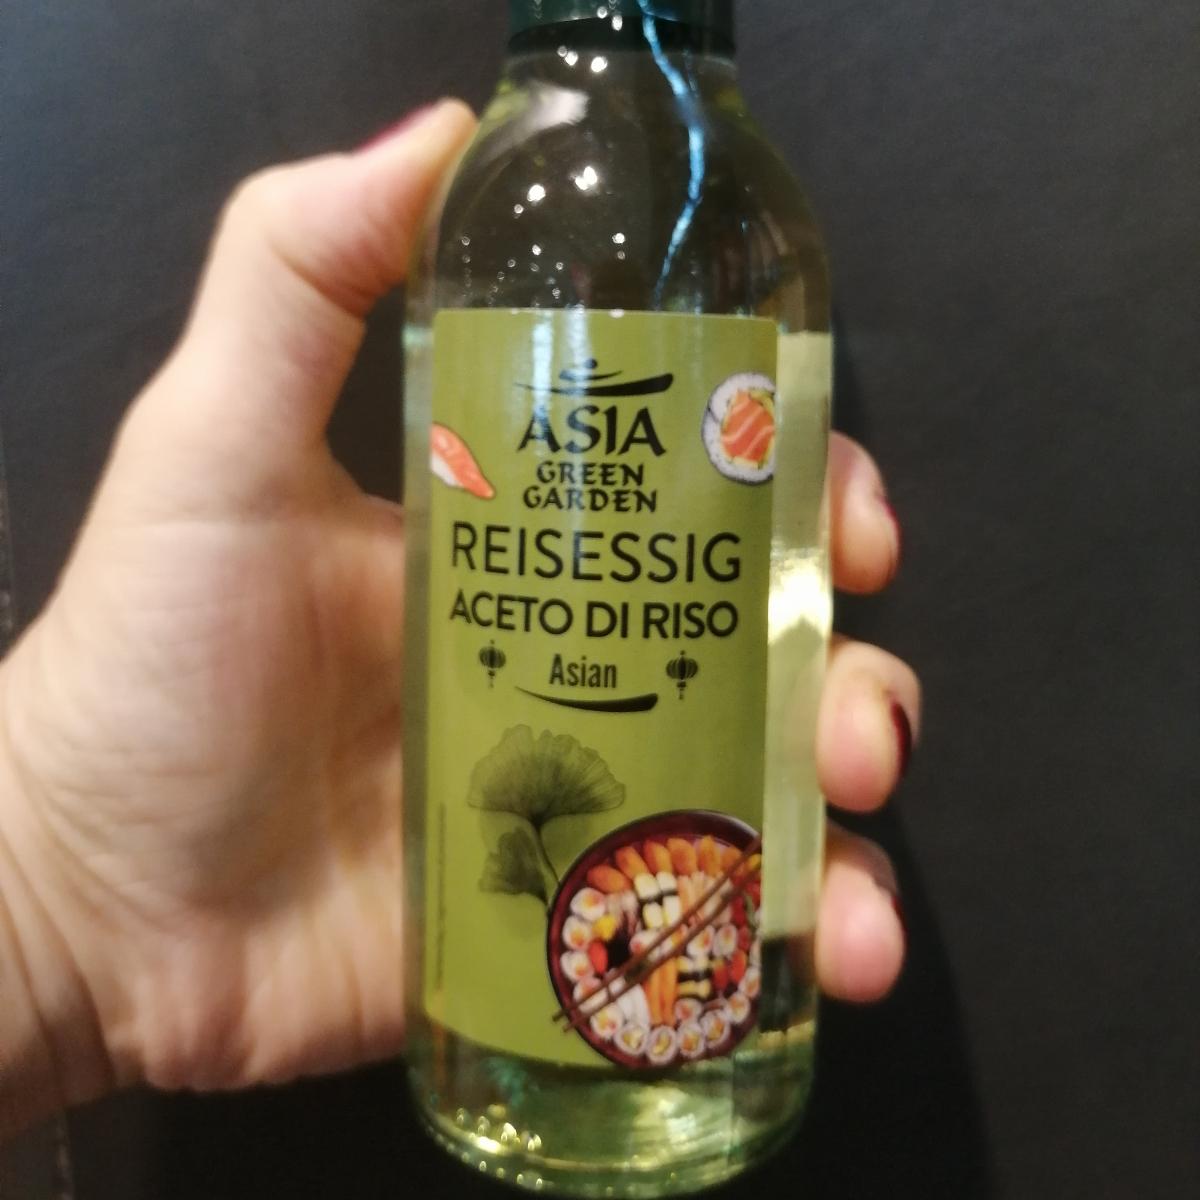 ASIA
GREEN
GARDEN
REISESSIG
ACETO DI RISO
Asian